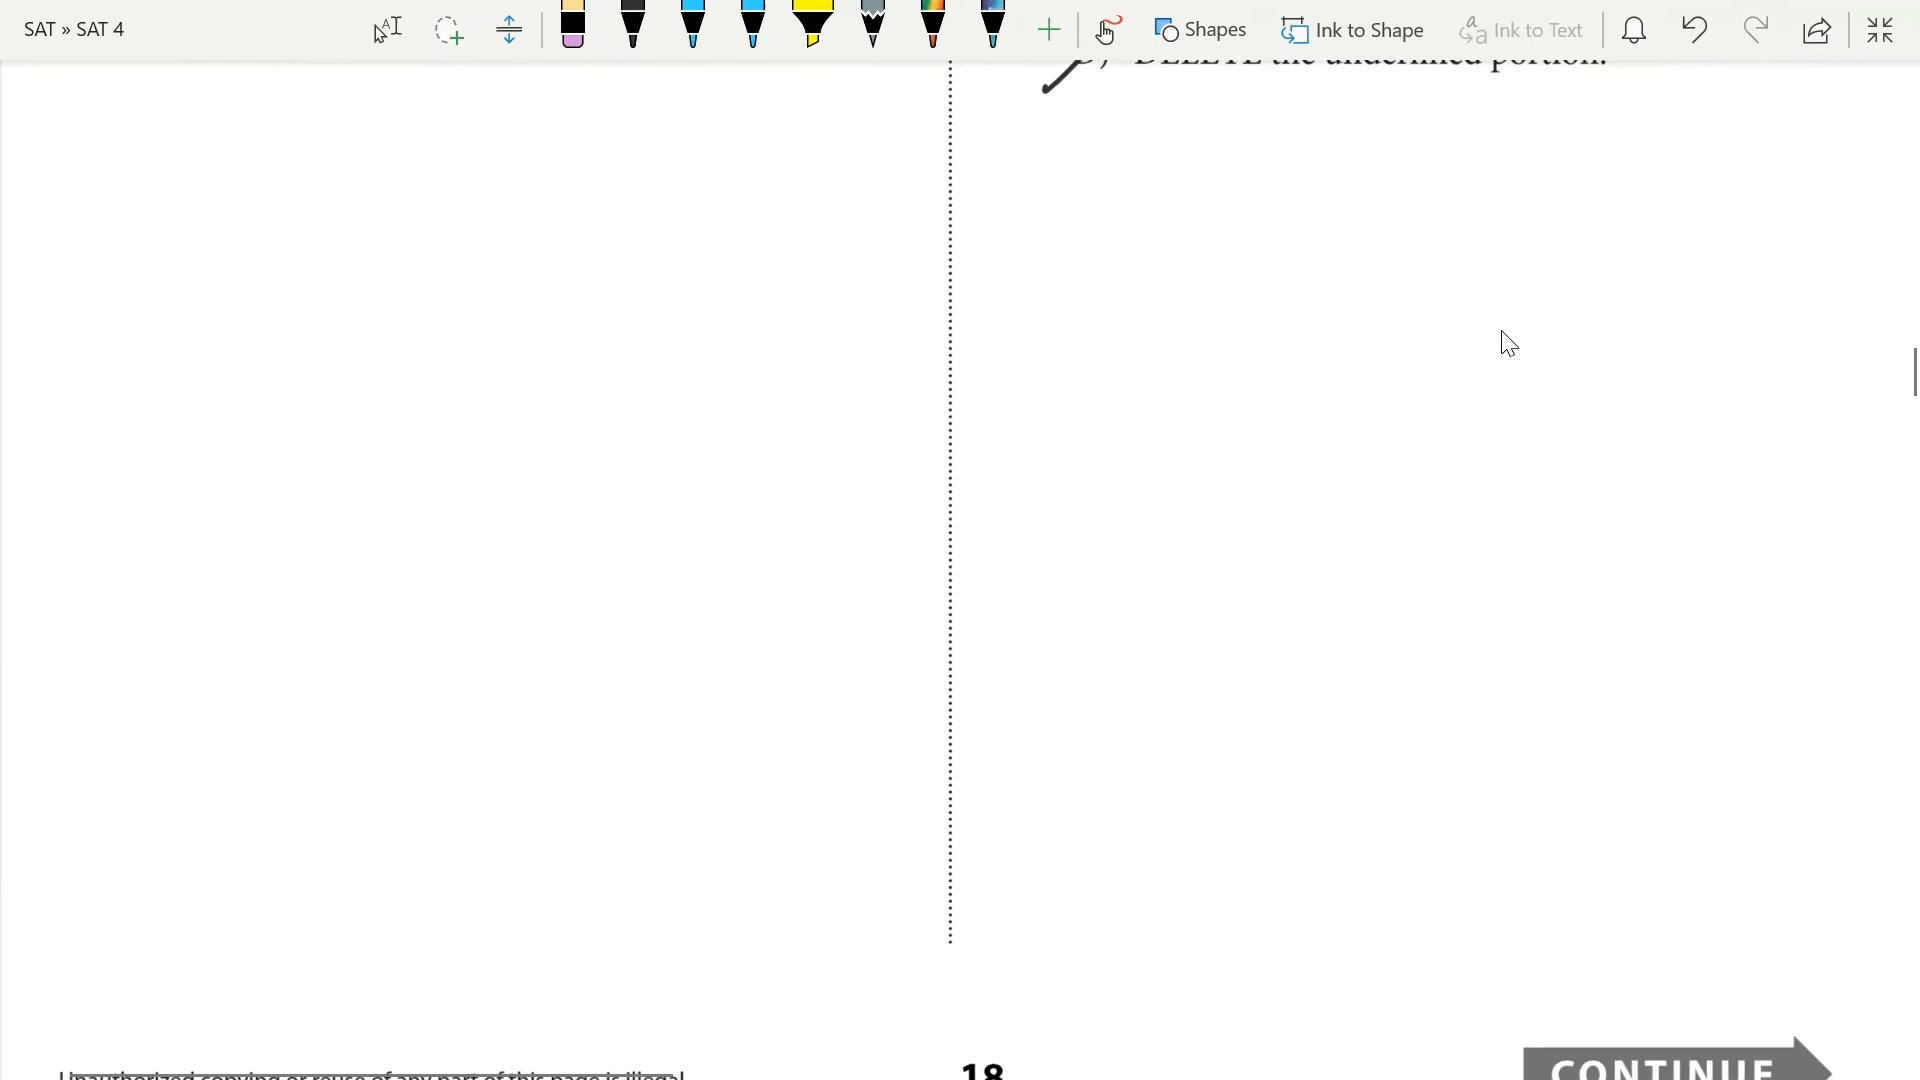 SAT » SAT 4
Shapes
Ink to Shape
Ink to Text
D) DELETE the underlined portion.
Unauthorized copying or reuse of any part of this page is illegal
18
CONTINUE